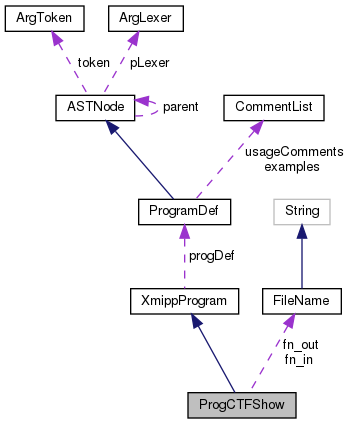 ArgToken
ArgLexer
token
pLexer
ASTNode
parent
CommentList
usageComments
examples
ProgramDef
String
progDef
XmippProgram
FileName
fn_out
fn_in
ProgCTFShow